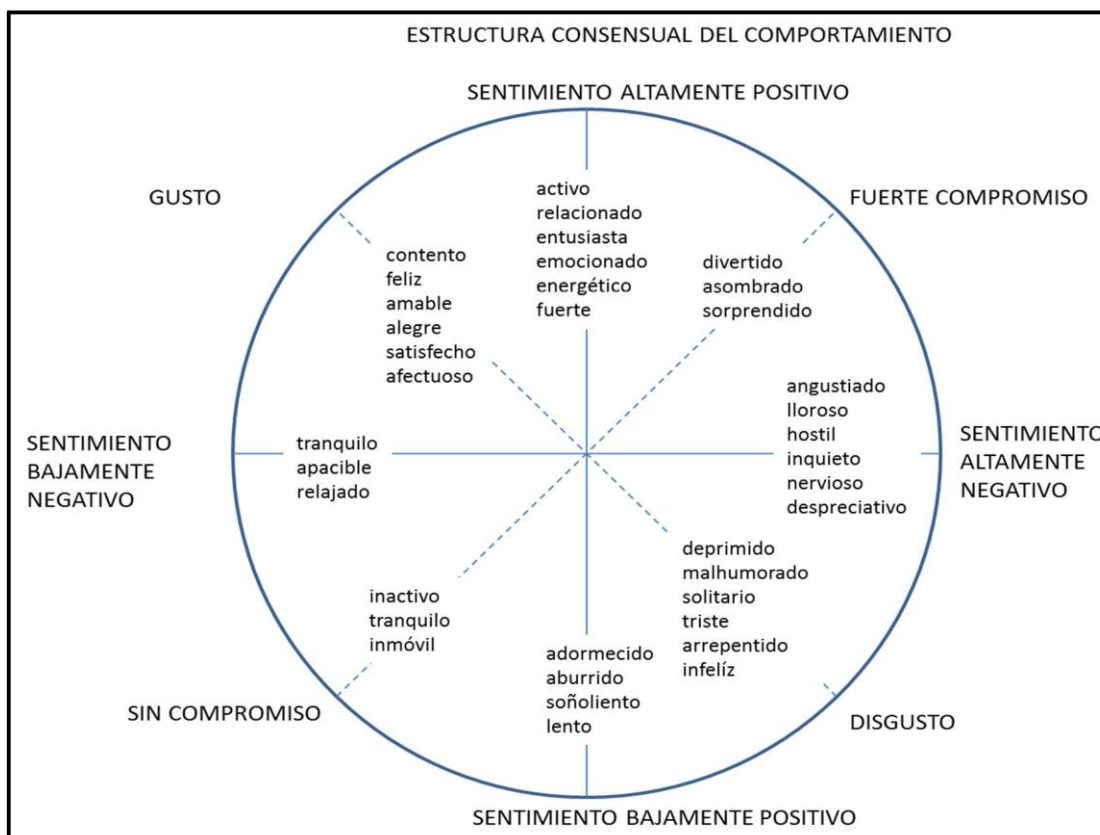 ESTRUCTURA CONSENSUAL DEL COMPORTAMIENTO
SENTIMIENTO ALTAMENTE POSITIVO
GUSTO
FUERTE COMPROMISO
activo
relacionado
entusiasta
emocionado
energético
fuerte
contento
feliz
amable
alegre
satisfecho
afectuoso
divertido
asombrado
sorprendido
SENTIMIENTO
BAJAMENTE
NEGATIVO
tranquilo
apacible
relajado
angustiado
lloroso
hostil
inquieto
nervioso
despreciativo
SENTIMIENTO
ALTAMENTE
NEGATIVO
inactivo
tranquilo
inmóvil
adormecido
aburrido
soñoliento
lento
deprimido
malhumorado
solitario
triste
arrepentido
infelíz
SIN COMPROMISO
DISGUSTO
SENTIMIENTO BAJAMENTE POSITIVO